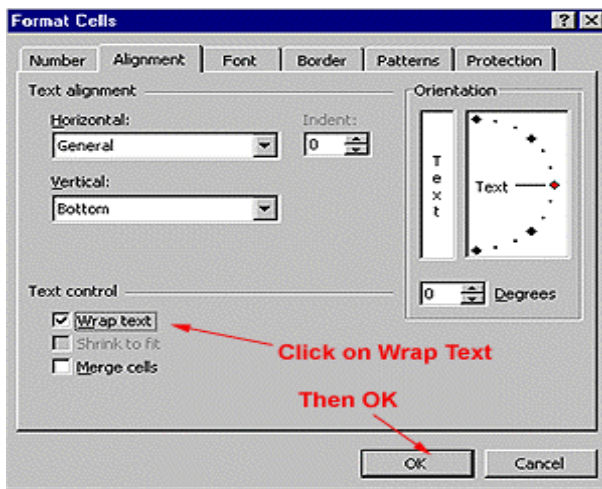 Format Cells
Number Alignment Font Border Patterns Protection
Text alignment
Horizontal:
General
Indent:
0
Vertical:
Bottom
Orientation
Text
Text
0 Degrees
Text control
Wrap text
Shrink to fit
Merge cells
Click on Wrap Text
Then OK
OK Cancel